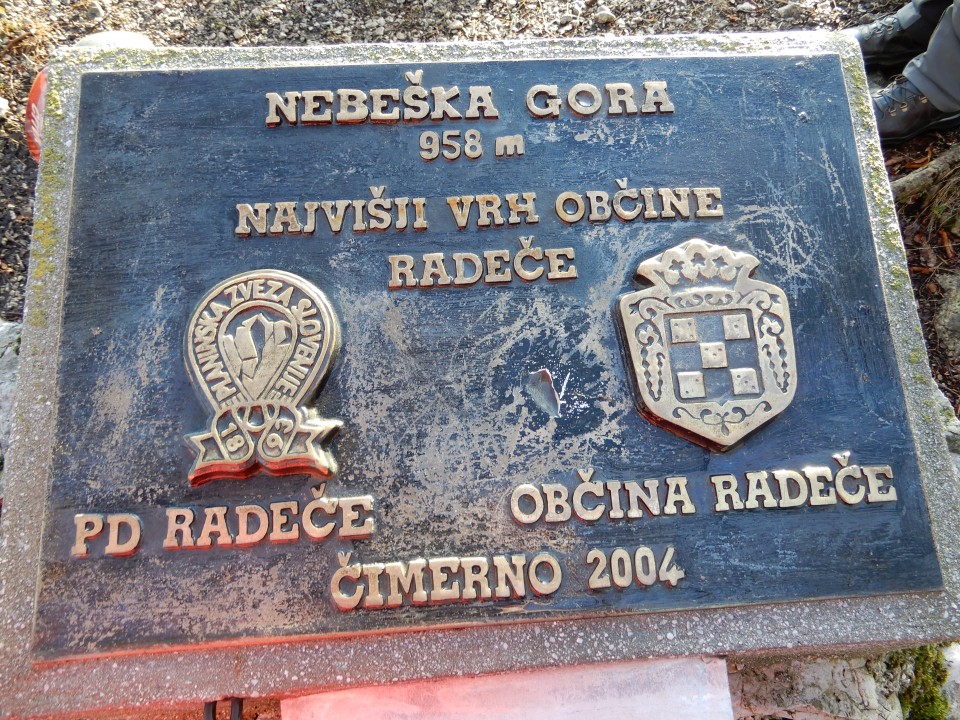 NEBEŠKA GORA
958 m
NAJVIŠJI VRH OBČINE
RADEČE
PLANINSKA ZVEZA SLOVENIJE
1893
PD RADEČE
OBČINA RADEČE
ČIMERNO 2004